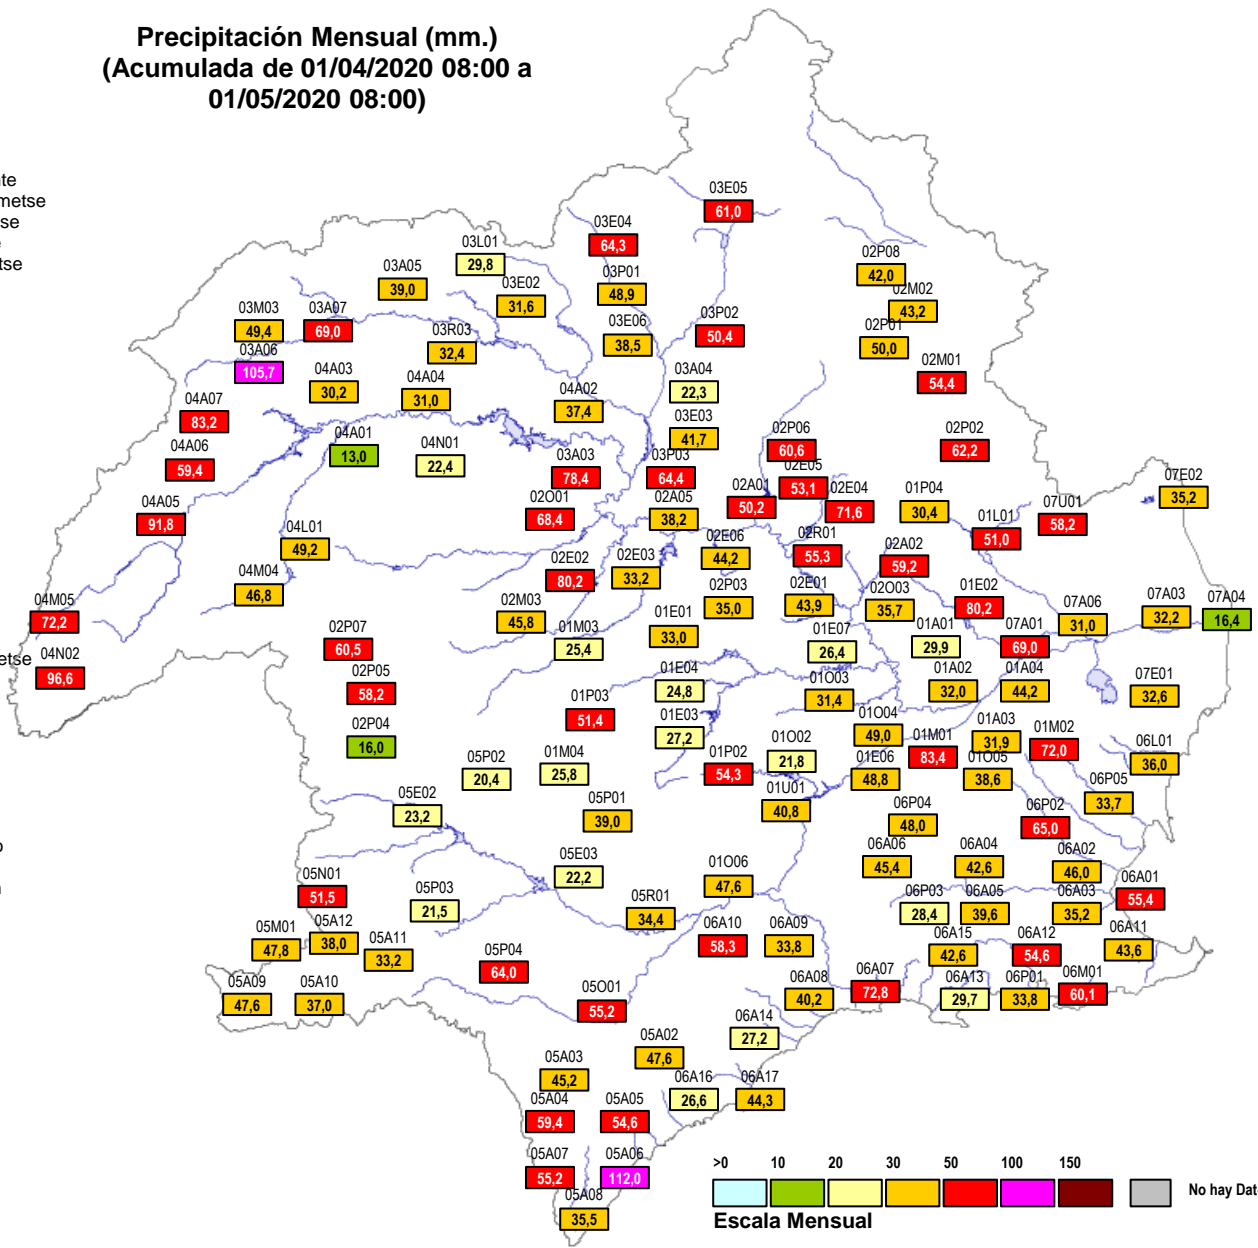 Precipitación Mensual (mm.)
(Acumulada de 01/04/2020 08:00 a
01/05/2020 08:00)
nte
metse
se
tse
03E05
61,0
03E04
64,3
03L01
29,8
03A05
39,0
03E02
31,6
03P01
48,9
02P08
42,0
02M02
43,2
03M03
49,4
03A07
69,0
03R03
32,4
03E06
38,5
03P02
50,4
02P01
50,0
03A06
105,7
04A03
30,2
04A04
31,0
04A02
37,4
03A04
22,3
02M01
54,4
04A07
83,2
03E03
41,7
04A06
59,4
04A01
13,0
04N01
22,4
03A03
78,4
03P03
64,4
02P06
60,6
02P02
62,2
02E05
53,1
04A05
91,8
02O01
68,4
02A05
38,2
02A01
50,2
02E04
71,6
01P04
30,4
01L01
51,0
07U01
58,2
07E02
35,2
04L01
49,2
02E06
44,2
02R01
55,3
02A02
59,2
04M04
46,8
02E02
80,2
02E03
33,2
04M05
72,2
02M03
45,8
02P03
35,0
02E01
43,9
02O03
35,7
01E02
80,2
07A06
31,0
07A03
32,2
07A04
16,4
02P07
60,5
01M03
25,4
01E01
33,0
01E07
26,4
01A01
29,9
07A01
69,0
etse
04N02
96,6
02P05
58,2
01E04
24,8
01O03
31,4
01A02
32,0
01A04
44,2
07E01
32,6
01P03
51,4
02P04
16,0
01E03
27,2
01O04
49,0
01M01
83,4
01A03
31,9
01M02
72,0
06L01
36,0
05P02
20,4
01M04
25,8
01P02
54,3
01O02
21,8
01E06
48,8
01O05
38,6
06P05
33,7
05E02
23,2
05P01
39,0
01U01
40,8
06P04
48,0
06P02
65,0
o
05E03
22,2
01O06
47,6
06A06
45,4
06A04
42,6
06A02
46,0
05N01
51,5
05P03
21,5
05R01
34,4
06P03
28,4
06A05
39,6
06A03
35,2
06A01
55,4
05M01
47,8
05A12
38,0
05A11
33,2
05P04
64,0
06A10
58,3
06A09
33,8
06A15
42,6
06A12
54,6
06A11
43,6
05A09
47,6
05A10
37,0
05O01
55,2
06A08
40,2
06A07
72,8
06A13
29,7
06P01
33,8
06M01
60,1
06A14
27,2
05A02
47,6
05A03
45,2
06A16
26,6
06A17
44,3
05A04
59,4
05A05
54,6
05A07
55,2
05A06
112,0
05A08
35,5
>0 10 20 30 50 100 150
No hay Dat
Escala Mensual